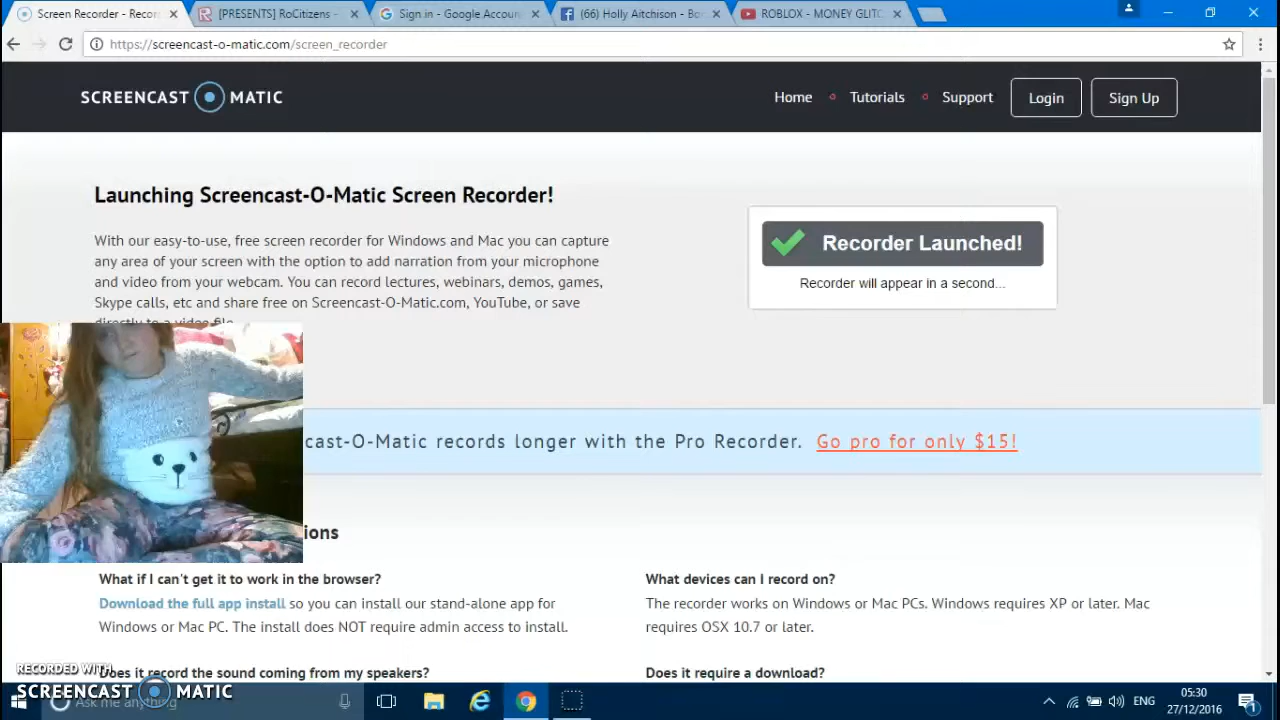 Screen Recorder - Recor
[PRESENTS] RoCitizens -
Sign in - Google Accoun
(66) Holly Aitchison - Bo
ROBLOX - MONEY GLITC
https://screencast-o-matic.com/screen_recorder
SCREENCAST MATIC
Home
Tutorials
Support
Login
Sign Up
Launching Screencast-O-Matic Screen Recorder!
With our easy-to-use, free screen recorder for Windows and Mac you can capture
any area of your screen with the option to add narration from your microphone
and video from your webcam. You can record lectures, webinars, demos, games,
Skype calls, etc and share free on Screencast-O-Matic.com, YouTube, or save
directly to a video file.
Recorder Launched!
Recorder will appear in a second...
cast-O-Matic records longer with the Pro Recorder. Go pro for only $15!
ions
What if I can't get it to work in the browser?
Download the full app install so you can install our stand-alone app for
Windows or Mac PC. The install does NOT require admin access to install.
What devices can I record on?
The recorder works on Windows or Mac PCs. Windows requires XP or later. Mac
requires OSX 10.7 or later.
Does it record the sound coming from my speakers?
Does it require a download?
RECORDED WITH
SCREENCAST MATIC
Ask me anything
ENG
05:30
27/12/2016
1